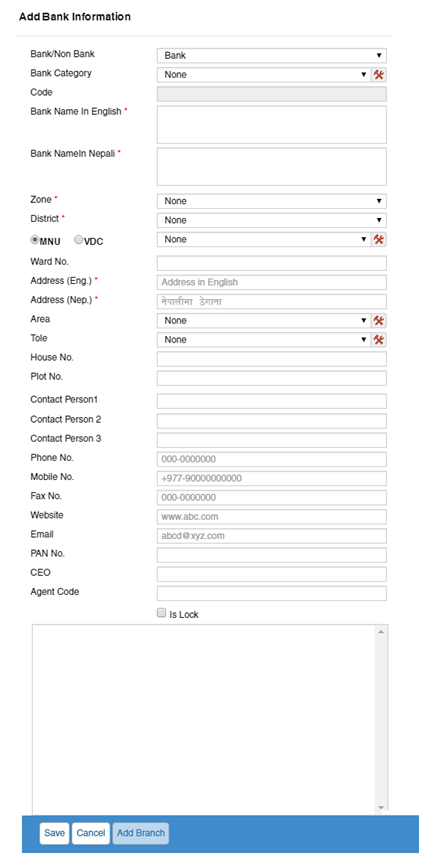 Add Bank Information
Bank/Non Bank Bank
Bank Category None
Code
Bank Name In English *
Bank NameIn Nepali *
Zone * None
District * None
MNU VDC None
Ward No.
Address (Eng.) * Address in English
Address (Nep.) * नेपालीमा ठेगाना
Area None
Tole None
House No.
Plot No.
Contact Person1
Contact Person 2
Contact Person 3
Phone No. 000-0000000
Mobile No. +977-90000000000
Fax No. 000-0000000
Website www.abc.com
Email abcd@xyz.com
PAN No.
CEO
Agent Code
Is Lock
Save Cancel Add Branch